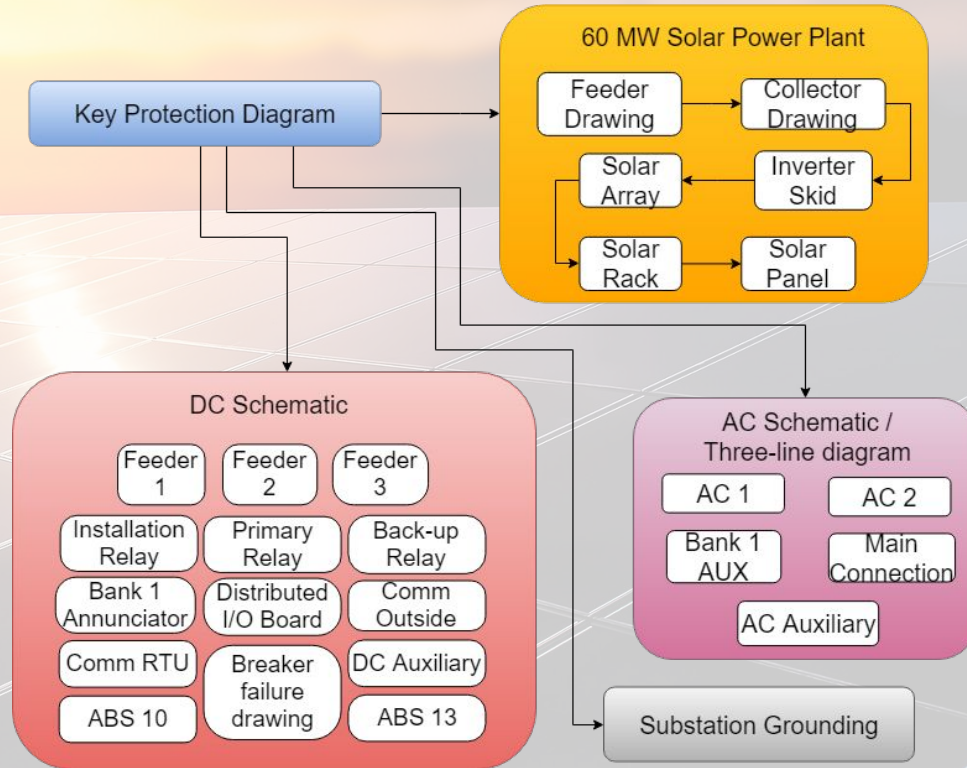 60 MW Solar Power Plant
Key Protection Diagram
Feeder
Drawing
Collector
Drawing
Solar
Array
Inverter
Skid
Solar
Rack
Solar
Panel
DC Schematic
Feeder
1
Feeder
2
Feeder
3
Installation
Relay
Primary
Relay
Back-up
Relay
Bank 1
Annunciator
Distributed
I/O Board
Comm
Outside
Comm RTU
Breaker
failure
drawing
DC Auxiliary
ABS 10
ABS 13
AC Schematic /
Three-line diagram
AC 1
AC 2
Bank 1
AUX
Main
Connection
AC Auxiliary
Substation Grounding